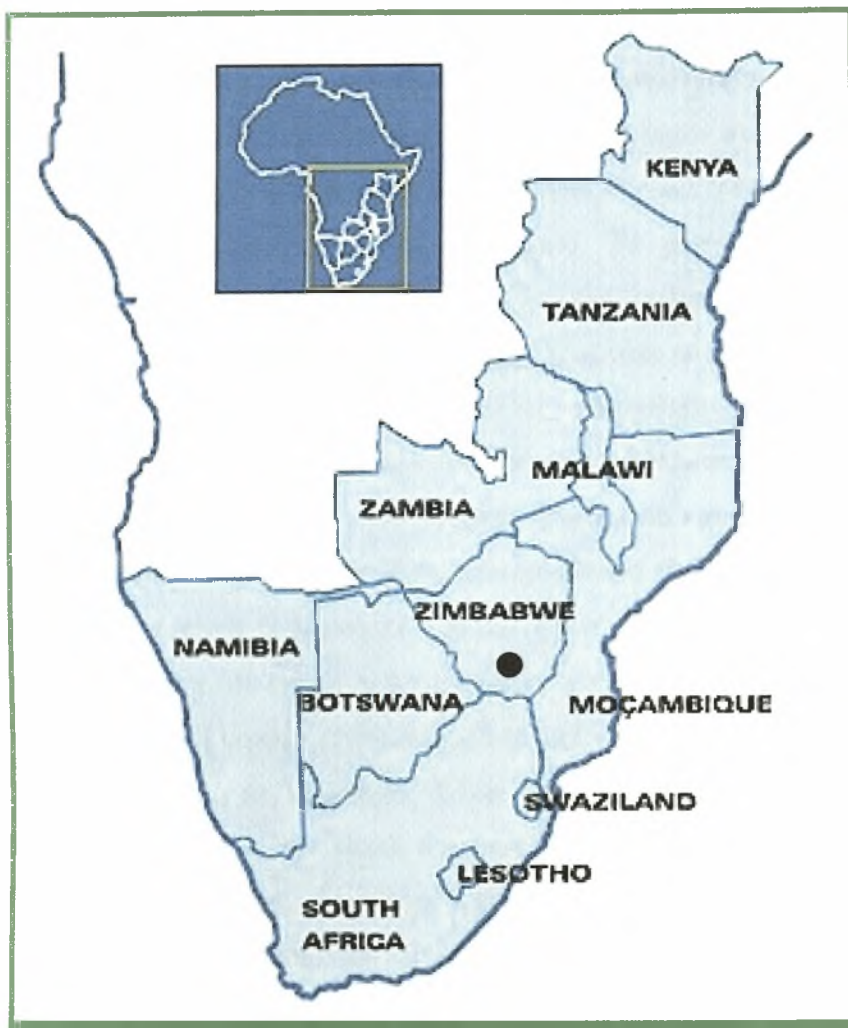 KENYA
TANZANIA
MALAWI
ZAMBIA
ZIMBABWE
NAMIBIA
BOTSWANA
MOÇAMBIQUE
SWAZILAND
LESOTHO
SOUTH
AFRICA